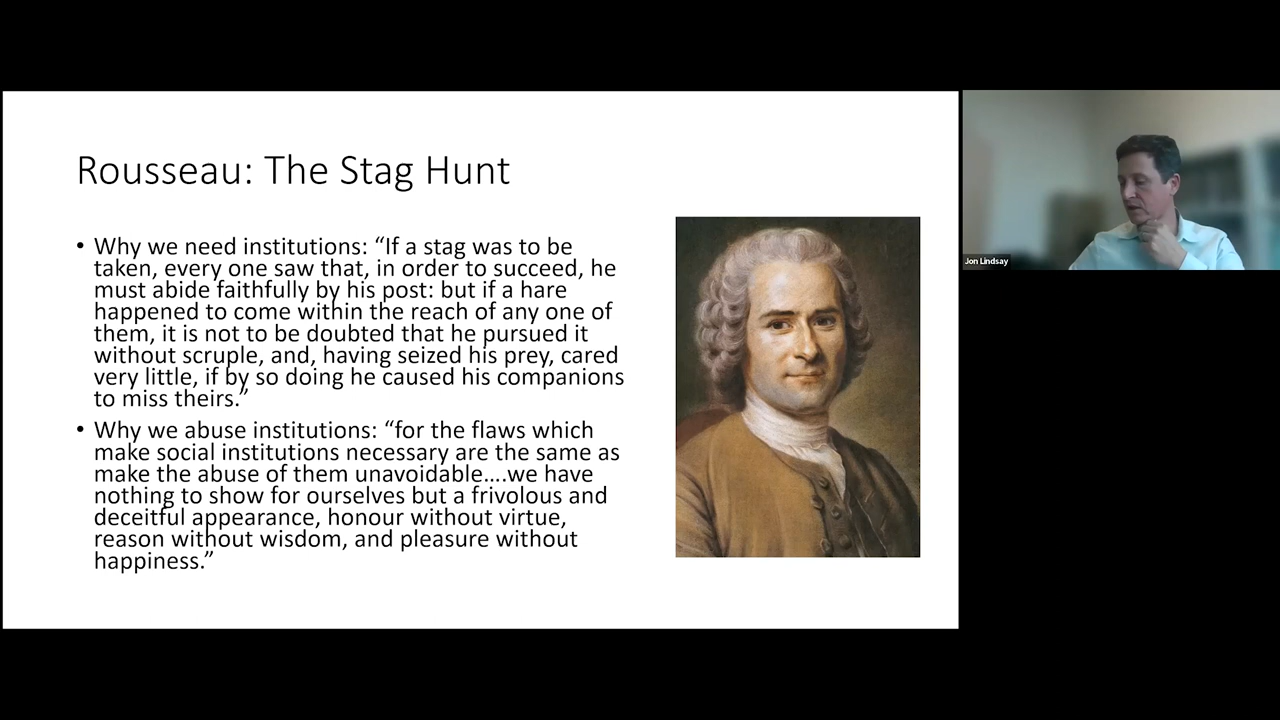 Rousseau: The Stag Hunt
• Why we need institutions: “If a stag was to be
taken, every one saw that, in order to succeed, he
must abide faithfully by his post: but if a hare
happened to come within the reach of any one of
them, it is not to be doubted that he pursued it
without scruple, and, having seized his prey, cared
very little, if by so doing he caused his companions
to miss theirs.”
• Why we abuse institutions: “for the flaws which
make social institutions necessary are the same as
make the abuse of them unavoidable….we have
nothing to show for ourselves but a frivolous and
deceitful appearance, honour without virtue,
reason without wisdom, and pleasure without
happiness.”
Jon Lindsay